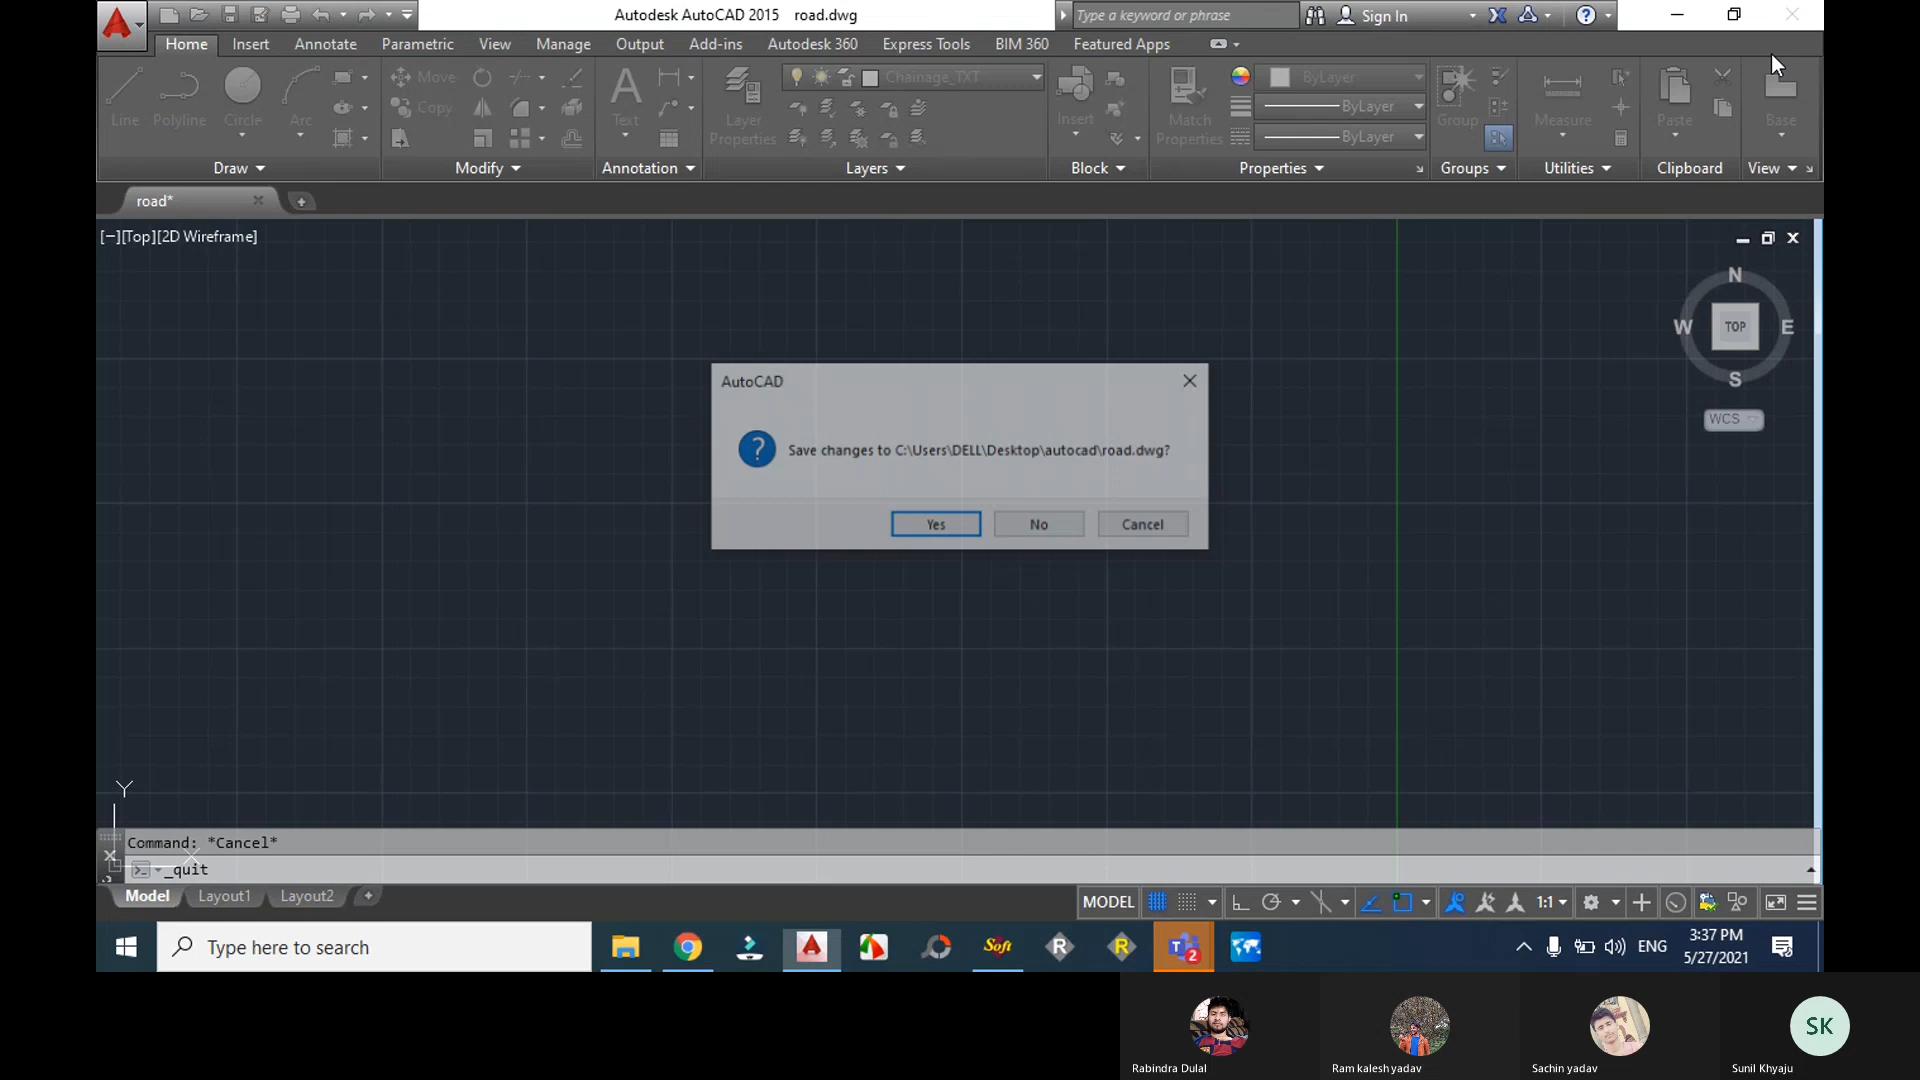 Autodesk AutoCAD 2015 road.dwg
Type a keyword or phrase
Sign In
Home Insert Annotate Parametric View Manage Output Add-ins Autodesk 360 Express Tools BIM 360 Featured Apps
Line Polyline Circle Arc
Move
Copy
Text
Layer
Properties
Chainage_TXT
Insert
Match
Properties
ByLayer
ByLayer
ByLayer
Group
Measure
Paste
Base
Draw Modify Annotation Layers Block Properties Groups Utilities Clipboard View
road*
[−][Top][2D Wireframe]
N
W TOP E
S
WCS
AutoCAD
Save changes to C:\Users\DELL\Desktop\autocad\road.dwg?
Yes No Cancel
Y
Command: *Cancel*
_quit
Model Layout1 Layout2
MODEL 1:1
Type here to search
Soft
R
R
2
ENG
3:37 PM
5/27/2021
SK
Rabindra Dulal Ram kalesh yadav Sachin yadav Sunil Khyaju